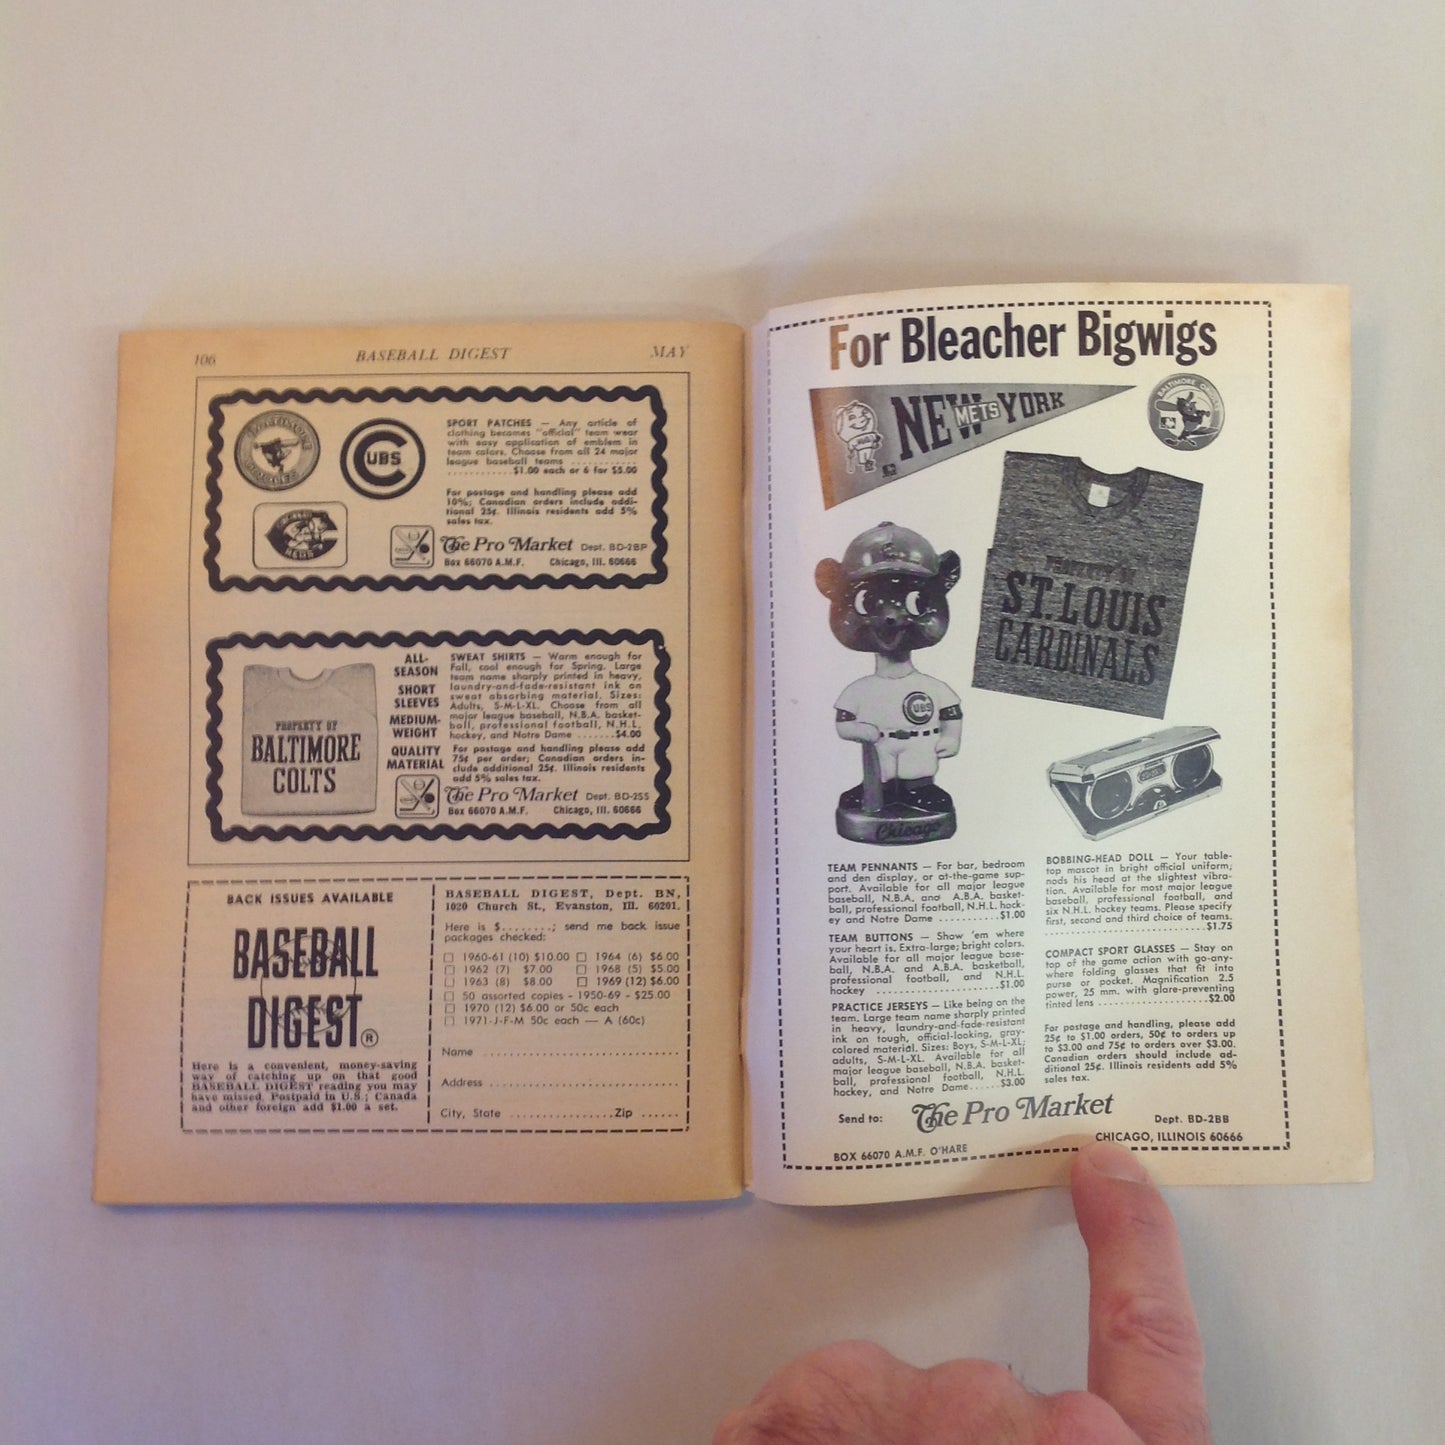 106 BASEBALL DIGEST MAY
BALTIMORE
ORIOLES
CUBS
REDS
SPORT PATCHES — Any article of
clothing becomes "official" team wear
with easy application of emblem in
team colors. Choose from all 24 major
league baseball teams ..............
..............$1.00 each or 6 for $5.00
For postage and handling please add
10%; Canadian orders include addi-
tional 25¢. Illinois residents add 5%
sales tax.
The Pro Market Dept. BD-2BP
Box 66070 A.M.F. Chicago, Ill. 60666
PROPERTY OF
BALTIMORE
COLTS
ALL-
SEASON
SHORT
SLEEVES
MEDIUM-
WEIGHT
QUALITY
MATERIAL
SWEAT SHIRTS — Warm enough for
Fall, cool enough for Spring. Large
team name sharply printed in heavy,
laundry-and-fade-resistant ink on
sweat absorbing material. Sizes:
Adults, S-M-L-XL. Choose from all
major league baseball, N.B.A. basket-
ball, professional football, N.H.L.
hockey, and Notre Dame .......$4.00
For postage and handling please add
75¢ per order; Canadian orders in-
clude additional 25¢. Illinois residents
add 5% sales tax.
The Pro Market Dept. BD-2SS
Box 66070 A.M.F. Chicago, Ill. 60666
BACK ISSUES AVAILABLE
BASEBALL
DIGEST®
Here is a convenient, money-saving
way of catching up on that good
BASEBALL DIGEST reading you may
have missed. Postpaid in U.S.; Canada
and other foreign add $1.00 a set.
BASEBALL DIGEST, Dept. BN,
1020 Church St., Evanston, Ill. 60201.
Here is $........; send me back issue
packages checked:
□ 1960-61 (10) $10.00 □ 1964 (6) $6.00
□ 1962 (7) $7.00 □ 1968 (5) $5.00
□ 1963 (8) $8.00 □ 1969 (12) $6.00
□ 50 assorted copies - 1950-69 - $25.00
□ 1970 (12) $6.00 or 50c each
□ 1971-J-F-M 50c each — A (60c)
Name ..............................
Address ............................
City, State ................Zip ......
For Bleacher Bigwigs
NEW YORK
METS
BALTIMORE ORIOLES
PROPERTY OF
ST. LOUIS
CARDINALS
CUBS
Chicago
TEAM PENNANTS — For bar, bedroom
and den display, or at-the-game sup-
port. Available for all major league
baseball, N.B.A. and A.B.A. basket-
ball, professional football, N.H.L. hock-
ey and Notre Dame ...........$1.00
TEAM BUTTONS — Show 'em where
your heart is. Extra-large; bright colors.
Available for all major league base-
ball, N.B.A. and A.B.A. basketball,
professional football, and N.H.L.
hockey ........................$1.00
PRACTICE JERSEYS — Like being on the
team. Large team name sharply printed
in heavy, laundry-and-fade-resistant
ink on tough, official-looking, gray-
colored material. Sizes: Boys, S-M-L-XL;
adults, S-M-L-XL. Available for all
major league baseball, N.B.A. basket-
ball, professional football, N.H.L.
hockey, and Notre Dame.......$3.00
BOBBING-HEAD DOLL — Your table-
top mascot in bright official uniform;
nods his head at the slightest vibra-
tion. Available for most major league
baseball, professional football, and
six N.H.L. hockey teams. Please specify
first, second and third choice of teams.
..............................$1.75
COMPACT SPORT GLASSES — Stay on
top of the game action with go-any-
where folding glasses that fit into
purse or pocket. Magnification 2.5
power, 25 mm. with glare-preventing
tinted lens .....................$2.00
For postage and handling, please add
25¢ to $1.00 orders, 50¢ to orders up
to $3.00 and 75¢ to orders over $3.00.
Canadian orders should include ad-
ditional 25¢. Illinois residents add 5%
sales tax.
Send to: The Pro Market Dept. BD-2BB
BOX 66070 A.M.F. O'HARE CHICAGO, ILLINOIS 60666